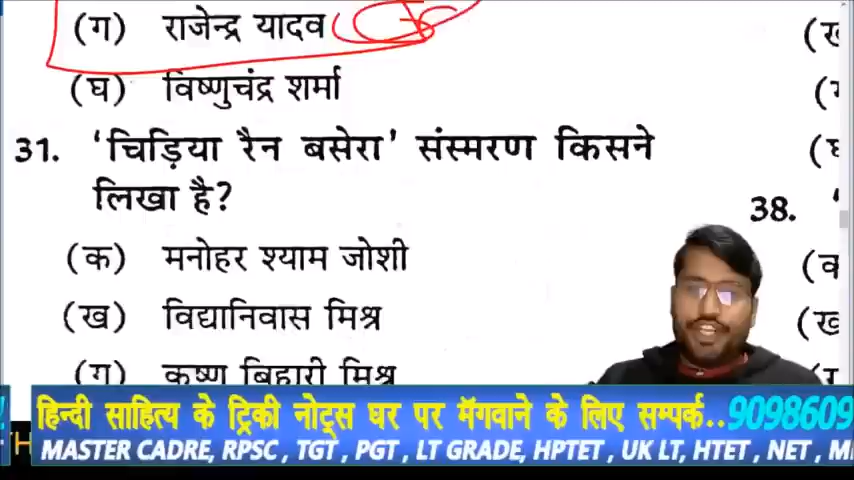 (ग) राजेन्द्र यादव
(घ) विष्णुचंद्र शर्मा
31. 'चिड़िया रैन बसेरा' संस्मरण किसने
लिखा है?
(क) मनोहर श्याम जोशी
(ख) विद्यानिवास मिश्र
(ग) कृष्ण बिहारी मिश्र
38.
हिन्दी साहित्य के ट्रिकी नोट्स घर पर मॅगवाने के लिए सम्पर्क..9098609
MASTER CADRE, RPSC , TGT , PGT , LT GRADE, HPTET , UK LT, HTET , NET ,